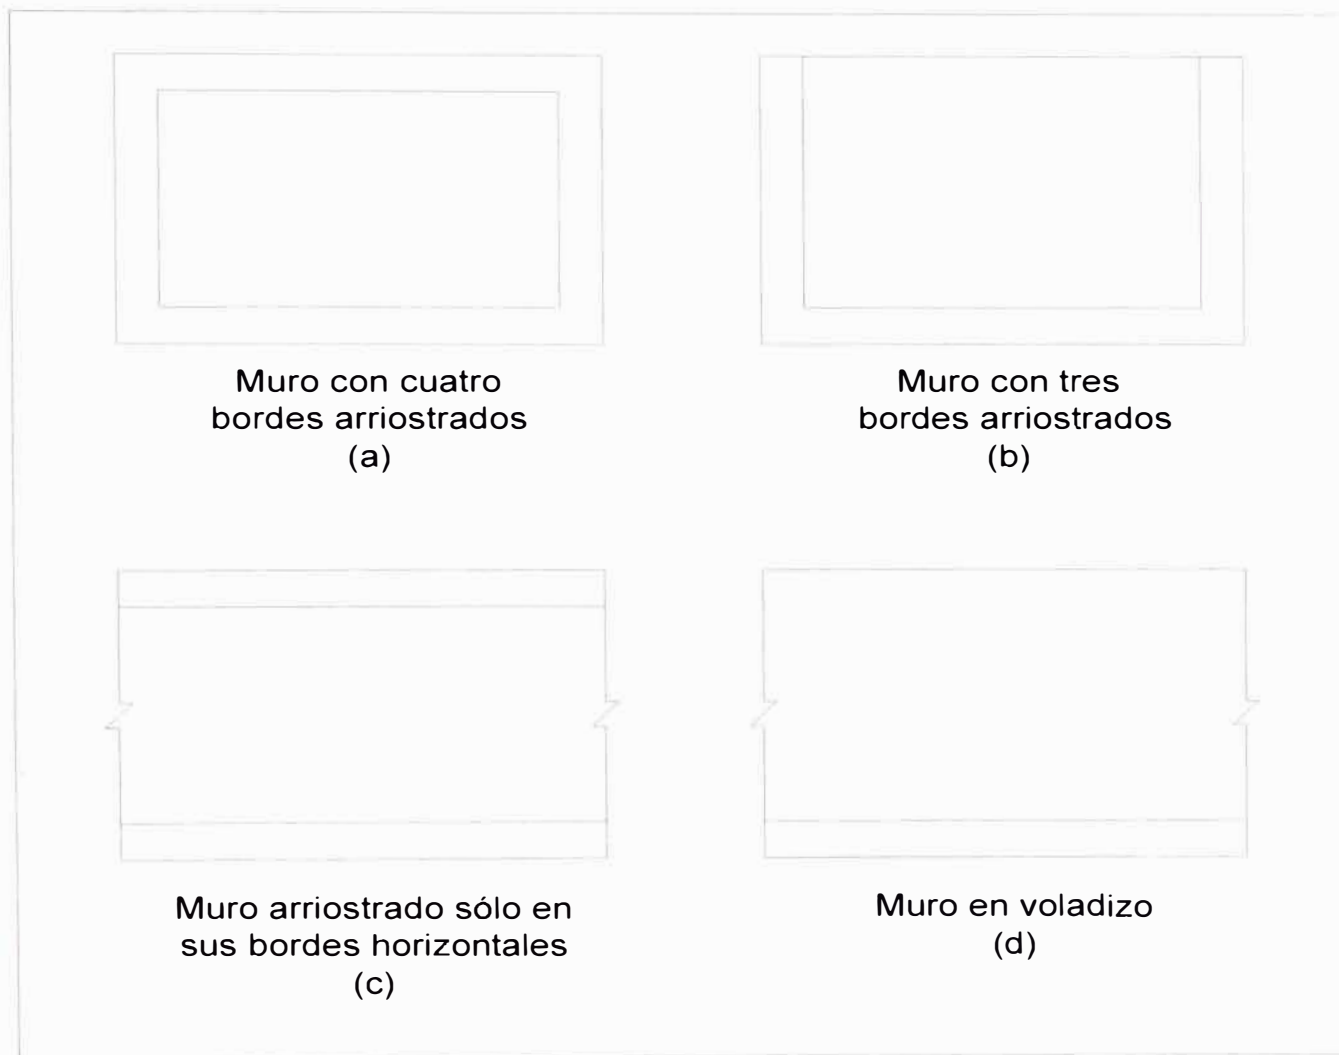 Muro con cuatro
bordes arriostrados
(a)
Muro con tres
bordes arriostrados
(b)
Muro arriostrado sólo en
sus bordes horizontales
(c)
Muro en voladizo
(d)